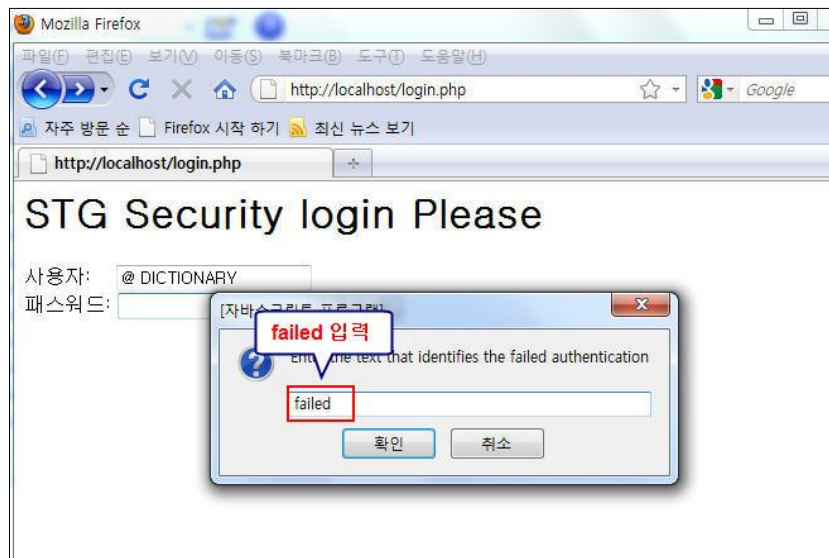 Mozilla Firefox
파일(F) 편집(E) 보기(V) 이동(S) 북마크(B) 도구(T) 도움말(H)
http://localhost/login.php
Google
자주 방문 순 Firefox 시작 하기 최신 뉴스 보기
http://localhost/login.php
STG Security login Please
사용자: @ DICTIONARY
패스워드:
failed 입력
the text that identifies the failed authentication
failed
확인 취소